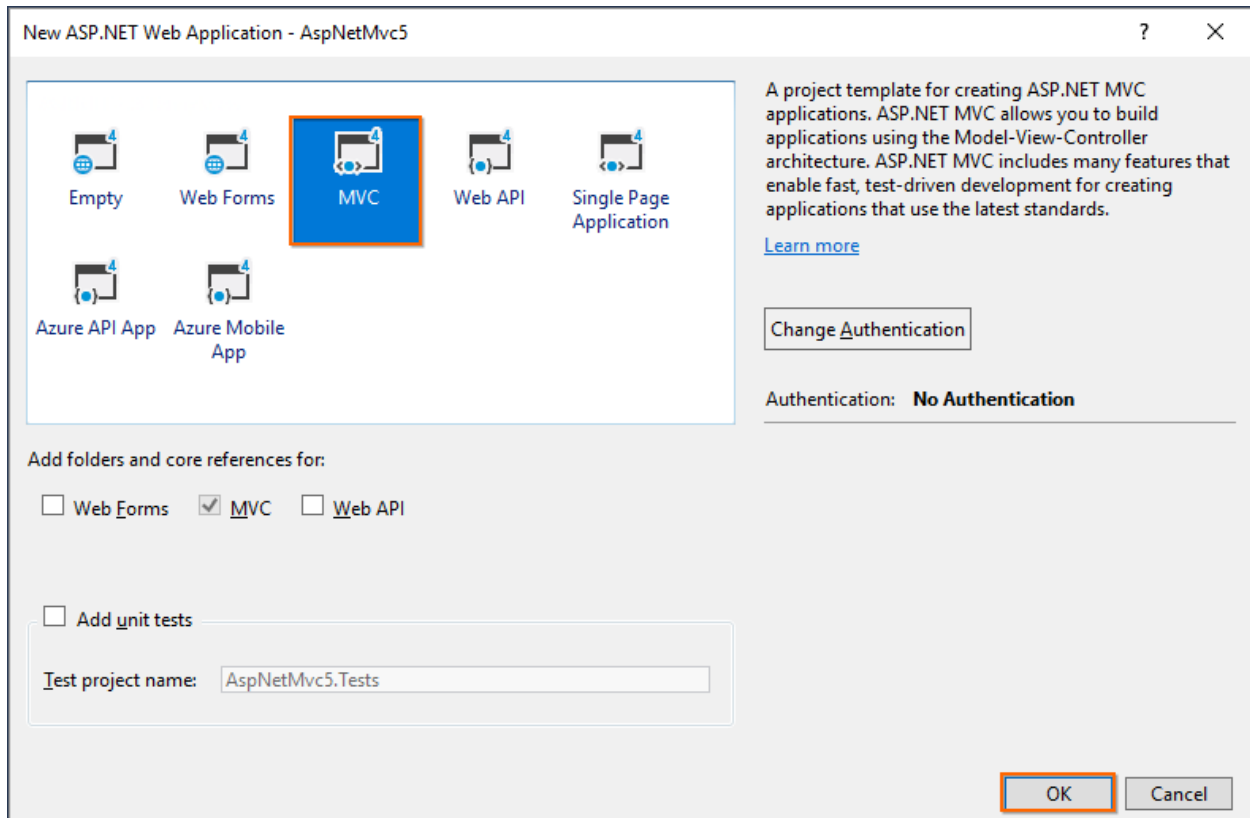 New ASP.NET Web Application - AspNetMvc5
?
4
4
4
4
4
Empty
Web Forms
MVC
Web API
Single Page
Application
4
4
Azure API App
Azure Mobile
App
A project template for creating ASP.NET MVC
applications. ASP.NET MVC allows you to build
applications using the Model-View-Controller
architecture. ASP.NET MVC includes many features that
enable fast, test-driven development for creating
applications that use the latest standards.
Learn more
Change Authentication
Authentication: No Authentication
Add folders and core references for:
Web Forms
MVC
Web API
Add unit tests
Test project name: AspNetMvc5.Tests
OK
Cancel